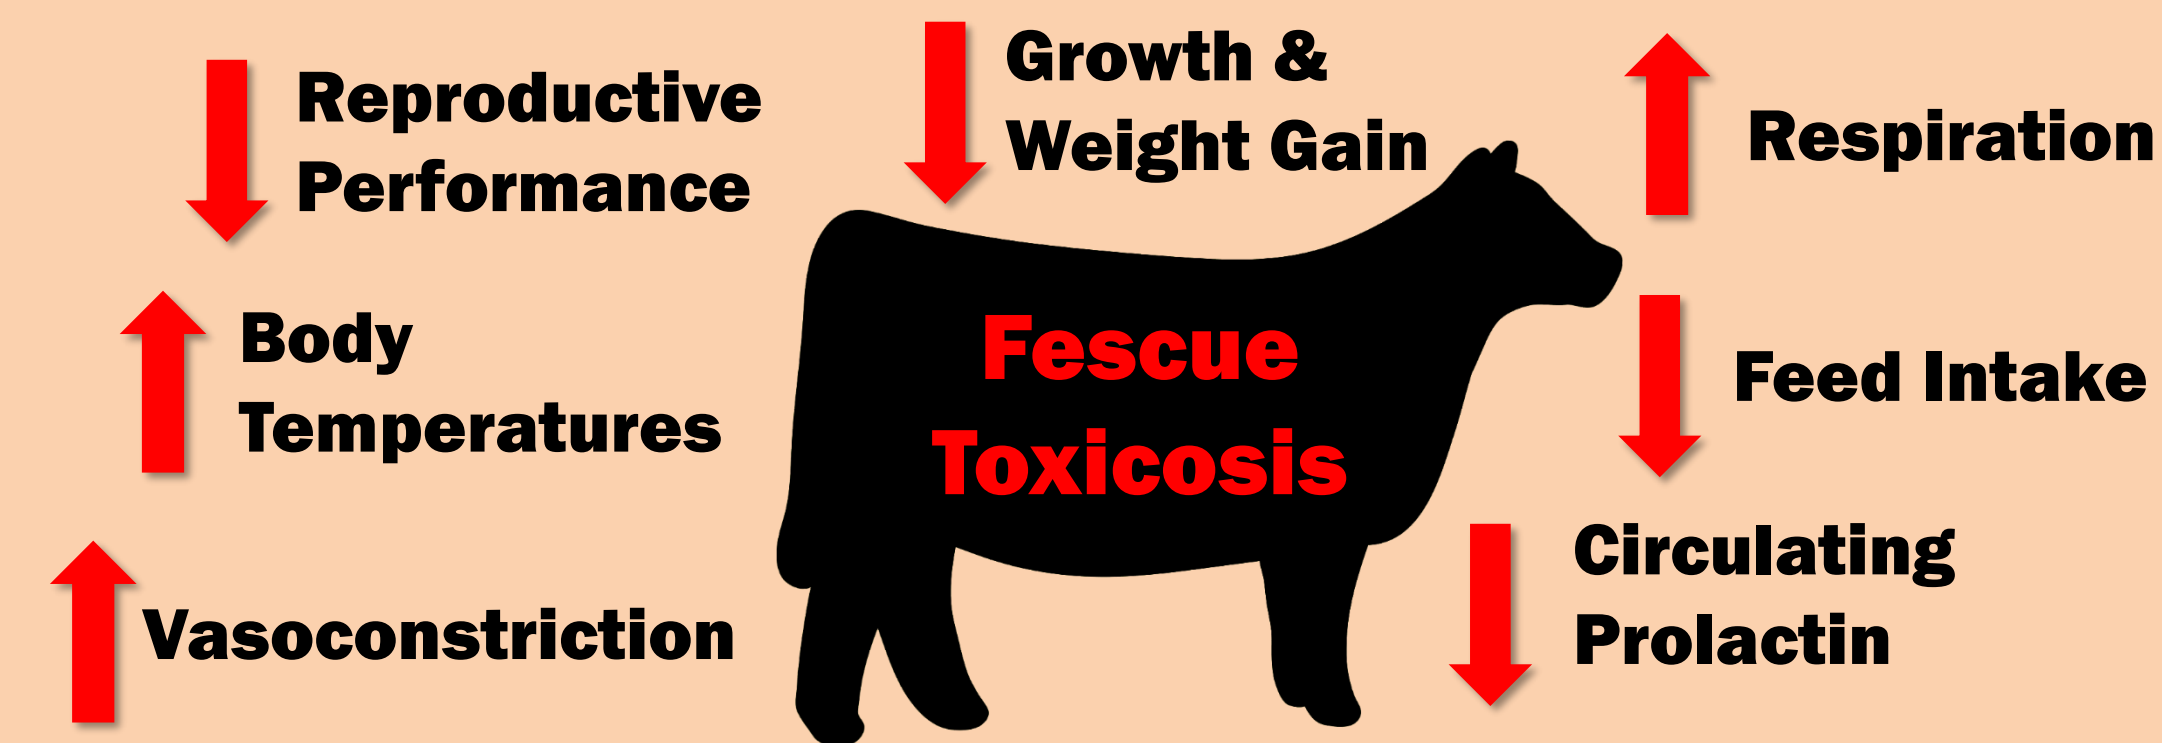 Reproductive
Performance
Growth &
Weight Gain
Respiration
Body
Temperatures
Fescue
Toxicosis
Feed Intake
Vasoconstriction
Circulating
Prolactin